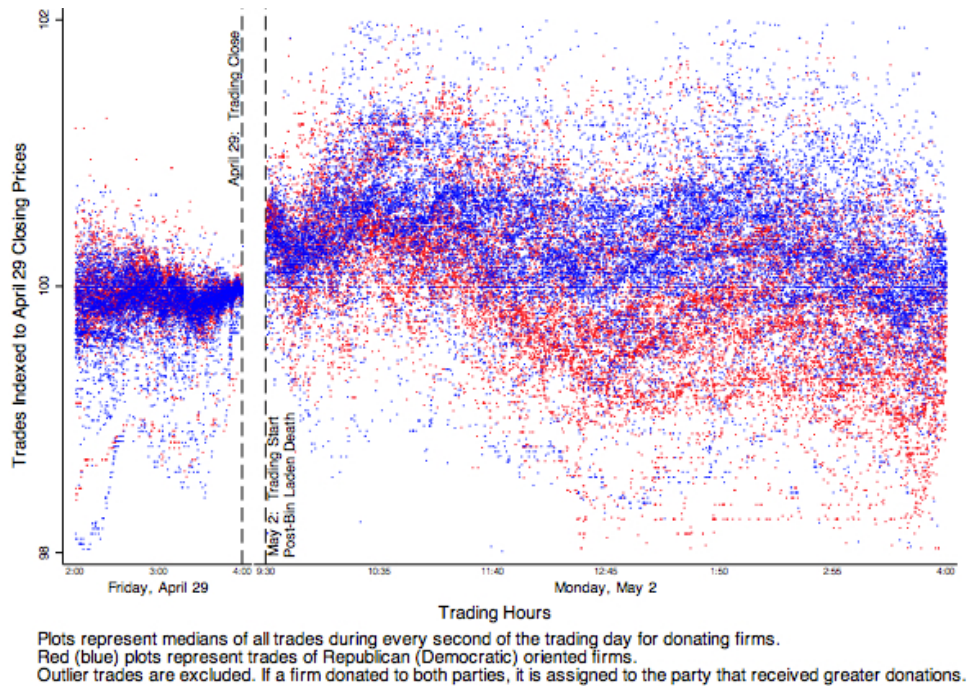 102
100
98
Trades Indexed to April 29 Closing Prices
April 29: Trading Close
May 2: Trading Start
Post-Bin Laden Death
2:00 3:00 4:00 9:30 10:35 11:40 12:45 1:50 2:55 4:00
Friday, April 29 Monday, May 2
Trading Hours
Plots represent medians of all trades during every second of the trading day for donating firms.
Red (blue) plots represent trades of Republican (Democratic) oriented firms.
Outlier trades are excluded. If a firm donated to both parties, it is assigned to the party that received greater donations.